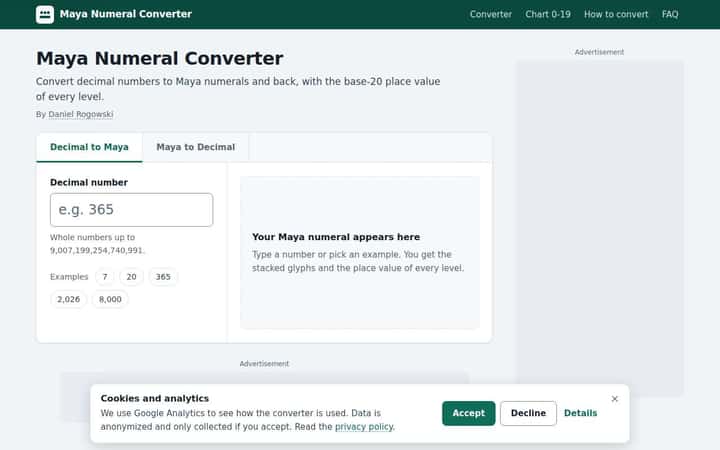 Maya Numeral Converter
Converter
Chart 0-19
How to convert
FAQ
Maya Numeral Converter
Convert decimal numbers to Maya numerals and back, with the base-20 place value
of every level.
By Daniel Rogowski
Advertisement
Decimal to Maya
Maya to Decimal
Decimal number
e.g. 365
Whole numbers up to
9,007,199,254,740,991.
Examples 7 20 365
2,026 8,000
Your Maya numeral appears here
Type a number or pick an example. You get the
stacked glyphs and the place value of every level.
Advertisement
Cookies and analytics
We use Google Analytics to see how the converter is used. Data is
anonymized and only collected if you accept. Read the privacy policy.
Accept
Decline
Details